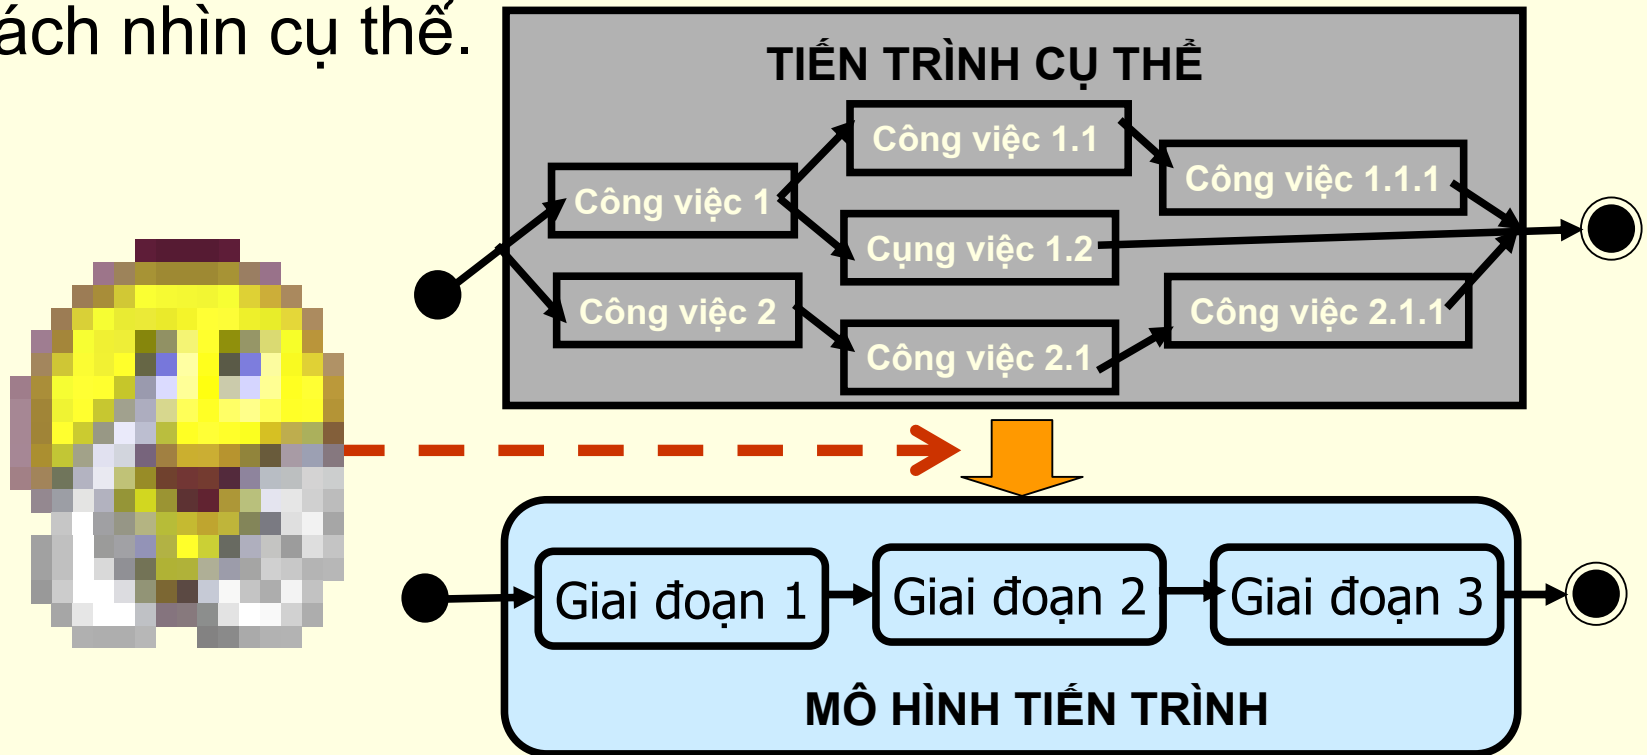 ách nhìn cụ thể.
TIẾN TRÌNH CỤ THỂ
Công việc 1.1
Công việc 1.1.1
Công việc 1
Cụng việc 1.2
Công việc 2
Công việc 2.1.1
Công việc 2.1
Giai đoạn 1
Giai đoạn 2
Giai đoạn 3
MÔ HÌNH TIẾN TRÌNH